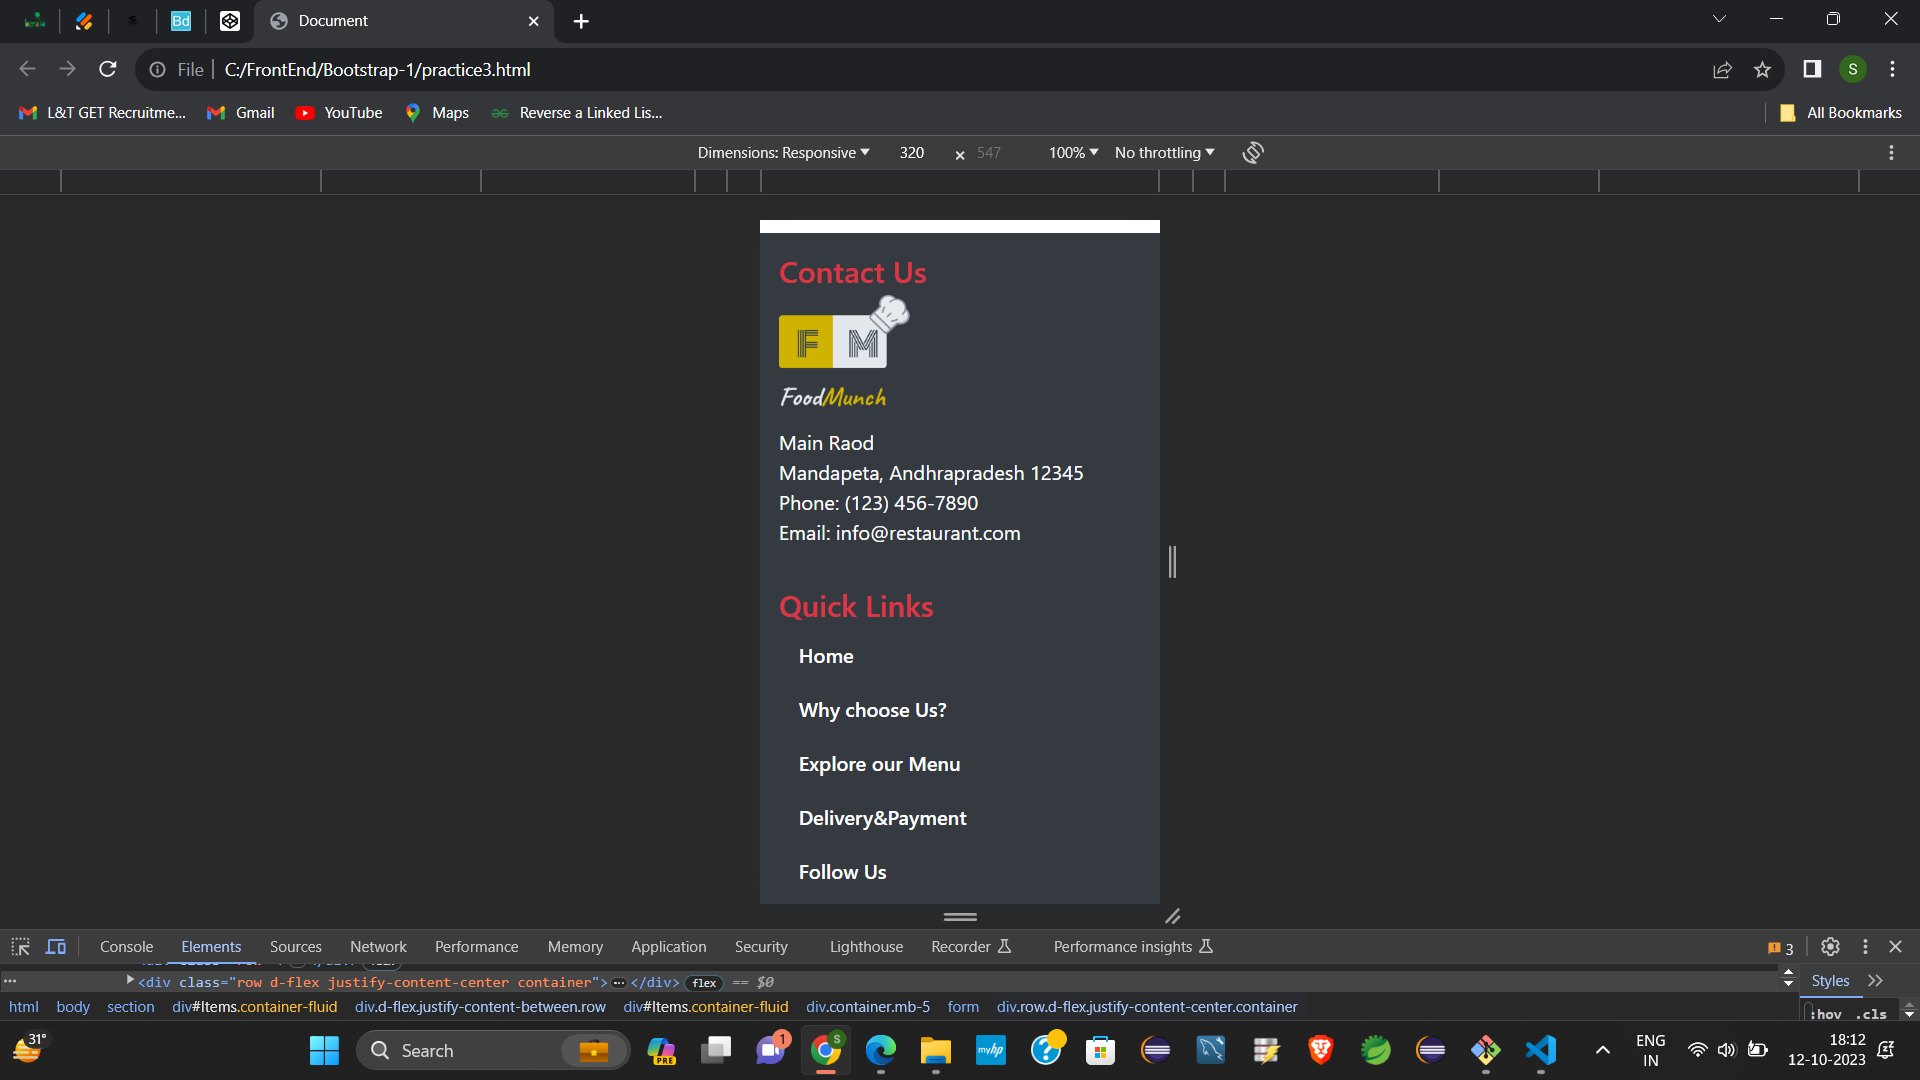 Bd
Document
File
C:/FrontEnd/Bootstrap-1/practice3.html
S
L&T GET Recruitme...
Gmail
YouTube
Maps
Reverse a Linked Lis...
All Bookmarks
Dimensions: Responsive
320
547
100%
No throttling
Contact Us
F M
FoodMunch
Main Raod
Mandapeta, Andhrapradesh 12345
Phone: (123) 456-7890
Email: info@restaurant.com
Quick Links
Home
Why choose Us?
Explore our Menu
Delivery&Payment
Follow Us
Console Elements Sources Network Performance Memory Application Security Lighthouse Recorder Performance insights 3
<div class="row d-flex justify-content-center container">…</div> flex == $0
Styles
html body section div#Items.container-fluid div.d-flex.justify-content-between.row div#Items.container-fluid div.container.mb-5 form div.row.d-flex.justify-content-center.container
:hov .cls
31°
Search
PRE
1
S
myhp
ENG
IN
18:12
12-10-2023